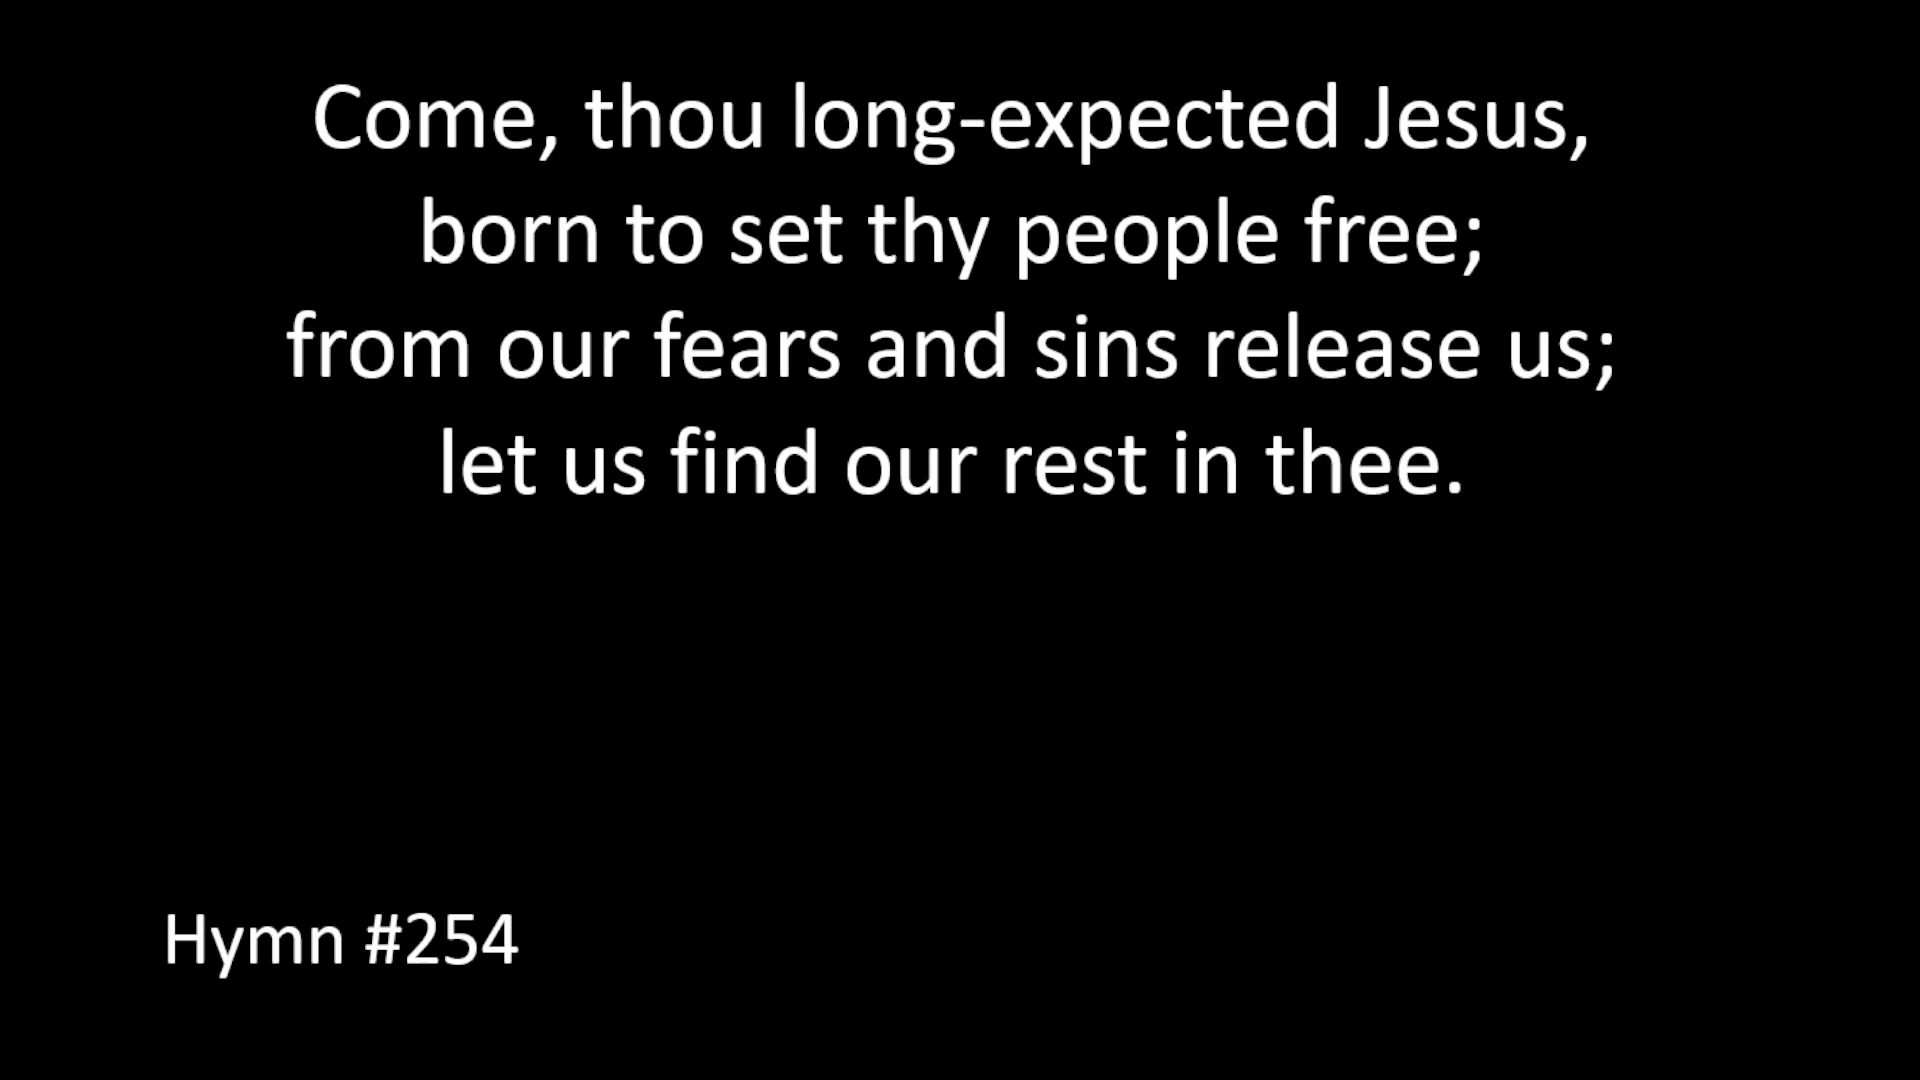 Come, thou long-expected Jesus,
born to set thy people free;
from our fears and sins release us;
let us find our rest in thee.
Hymn #254